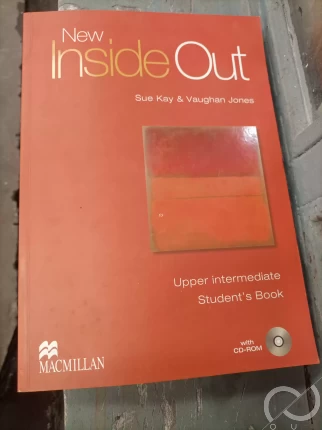 New
Inside Out
Sue Kay & Vaughan Jones
Upper intermediate
Student's Book
with
CD-ROM
MACMILLAN